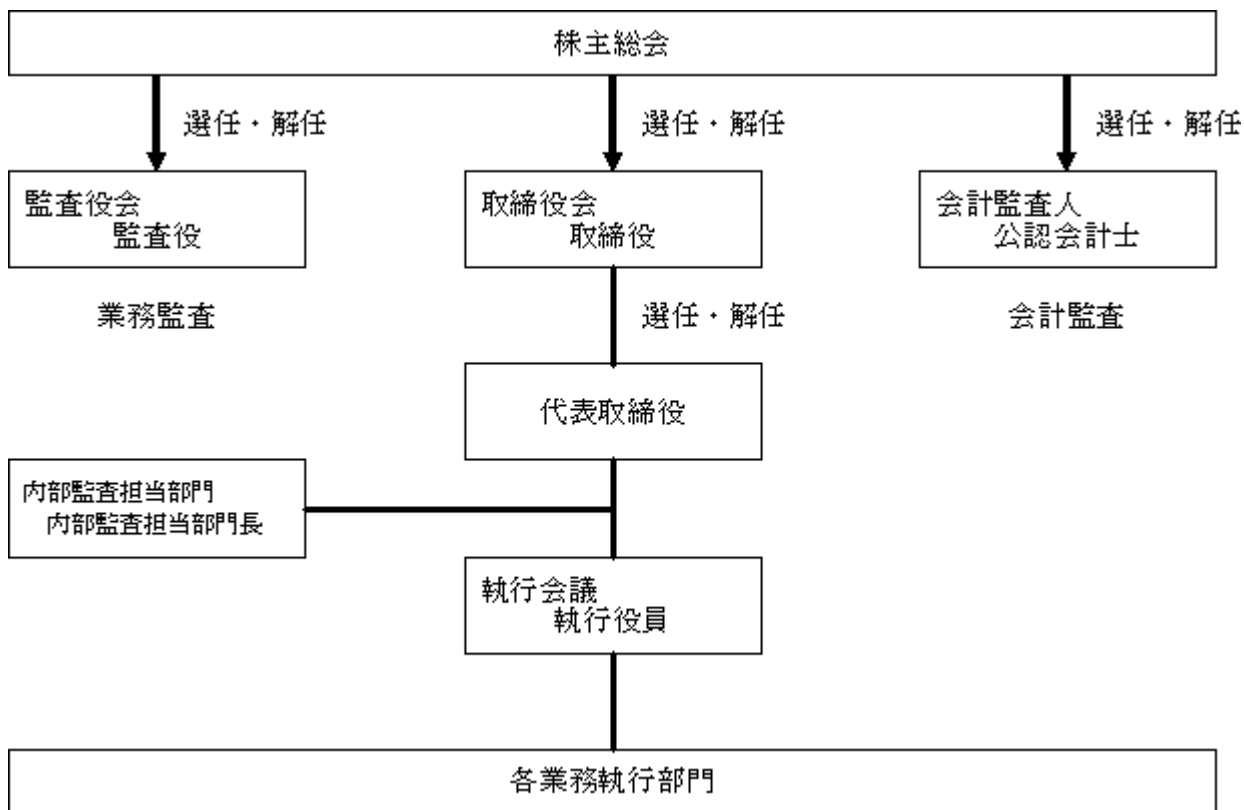 株主総会
選任・解任
選任・解任
選任・解任
監査役会
監査役
取締役会
取締役
会計監査人
公認会計士
業務監査
選任・解任
会計監査
代表取締役
内部監査担当部門
内部監査担当部門長
執行会議
執行役員
各業務執行部門